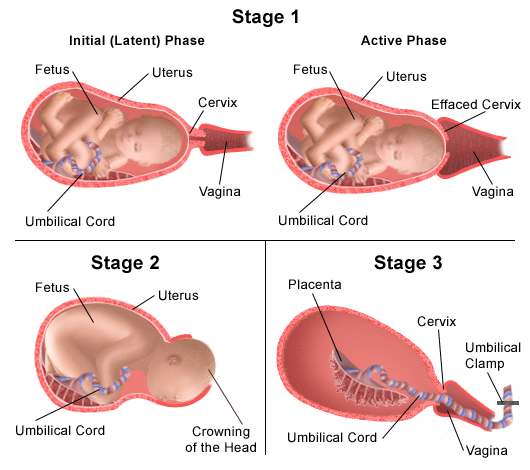 Stage 1
Initial (Latent) Phase
Active Phase
Fetus
Uterus
Cervix
Vagina
Umbilical Cord
Fetus
Uterus
Effaced Cervix
Vagina
Umbilical Cord
Stage 2
Fetus
Uterus
Umbilical Cord
Crowning
of the Head
Stage 3
Placenta
Cervix
Umbilical
Clamp
Umbilical Cord
Vagina